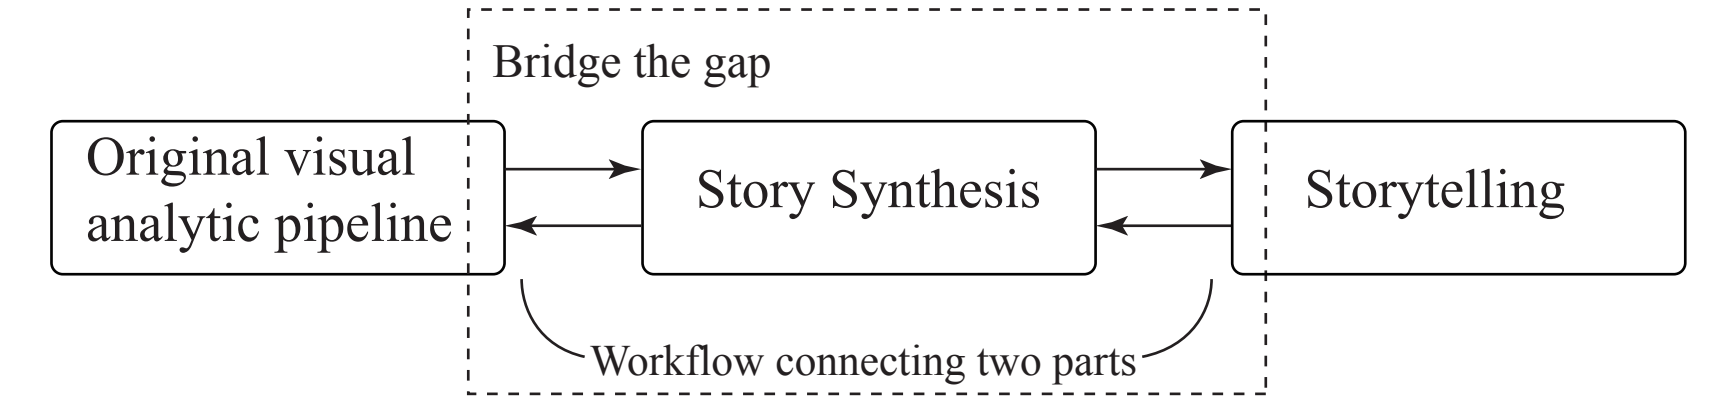 Bridge the gap
Original visual
analytic pipeline
Story Synthesis
Storytelling
Workflow connecting two parts